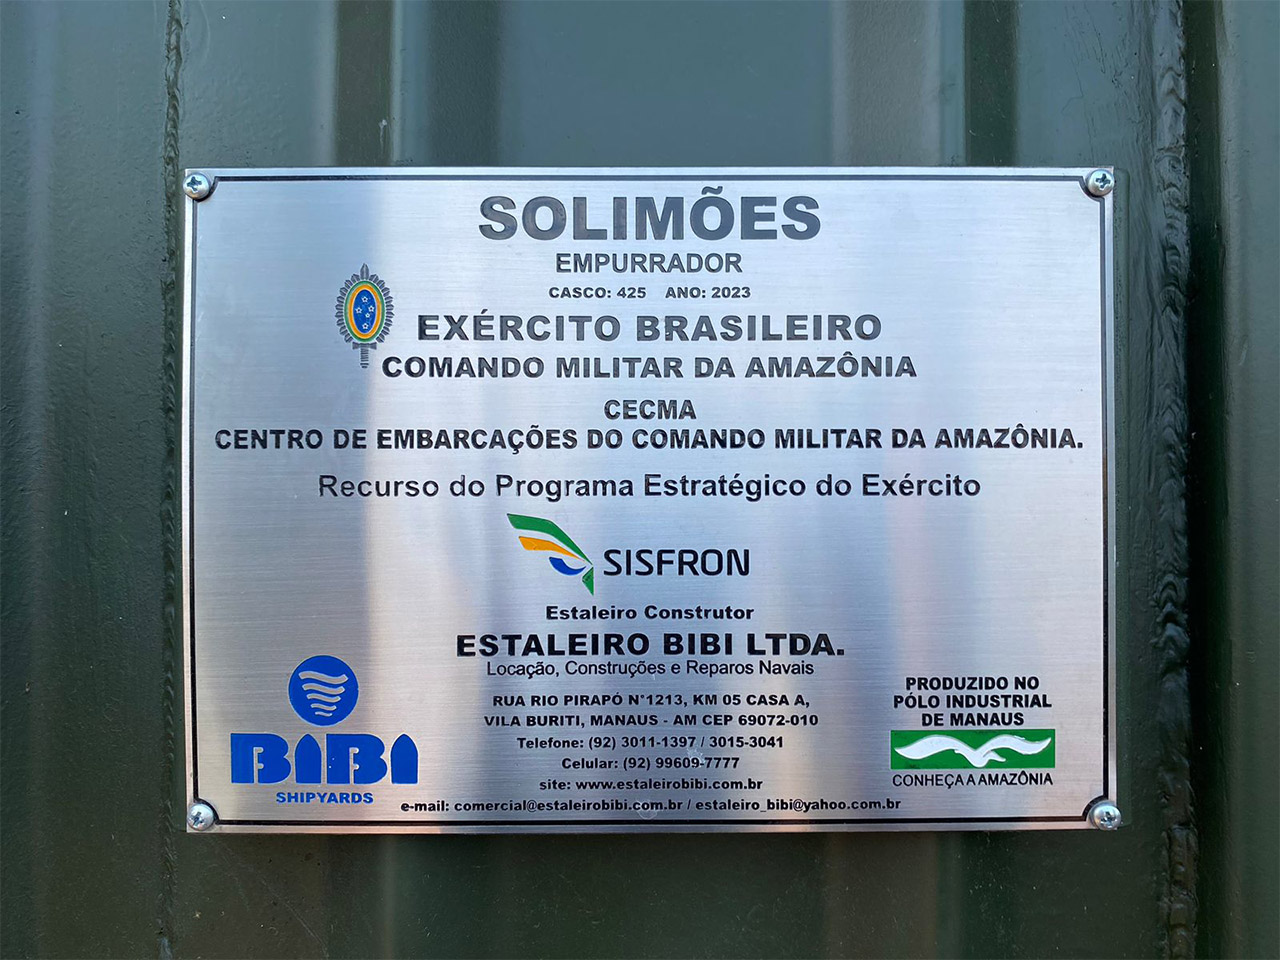 SOLIMÕES
EMPURRADOR
CASCO: 425 ANO: 2023
EXÉRCITO BRASILEIRO
COMANDO MILITAR DA AMAZÔNIA
CECMA
CENTRO DE EMBARCAÇÕES DO COMANDO MILITAR DA AMAZÔNIA.
Recurso do Programa Estratégico do Exército
SISFRON
Estaleiro Construtor
ESTALEIRO BIBI LTDA.
Locação, Construções e Reparos Navais
RUA RIO PIRAPÓ N°1213, KM 05 CASA A,
VILA BURITI, MANAUS - AM CEP 69072-010
Telefone: (92) 3011-1397 / 3015-3041
Celular: (92) 99609-7777
site: www.estaleirobibi.com.br
e-mail: comercial@estaleirobibi.com.br / estaleiro_bibi@yahoo.com.br
BIBI
SHIPYARDS
PRODUZIDO NO
PÓLO INDUSTRIAL
DE MANAUS
CONHEÇA A AMAZÔNIA